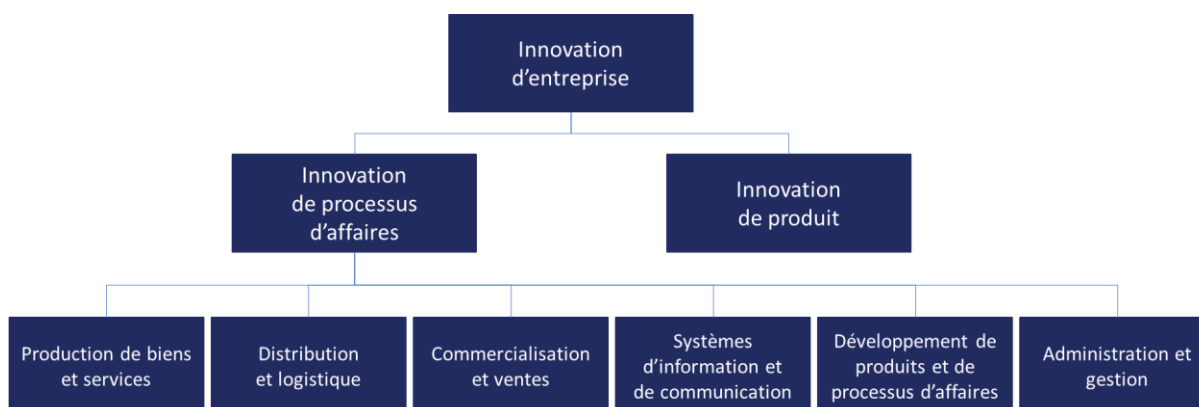 Innovation
d’entreprise
Innovation
de processus
d’affaires
Innovation
de produit
Production de biens
et services
Distribution
et logistique
Commercialisation
et ventes
Systèmes
d’information et
de communication
Développement de
produits et de
processus d’affaires
Administration et
gestion